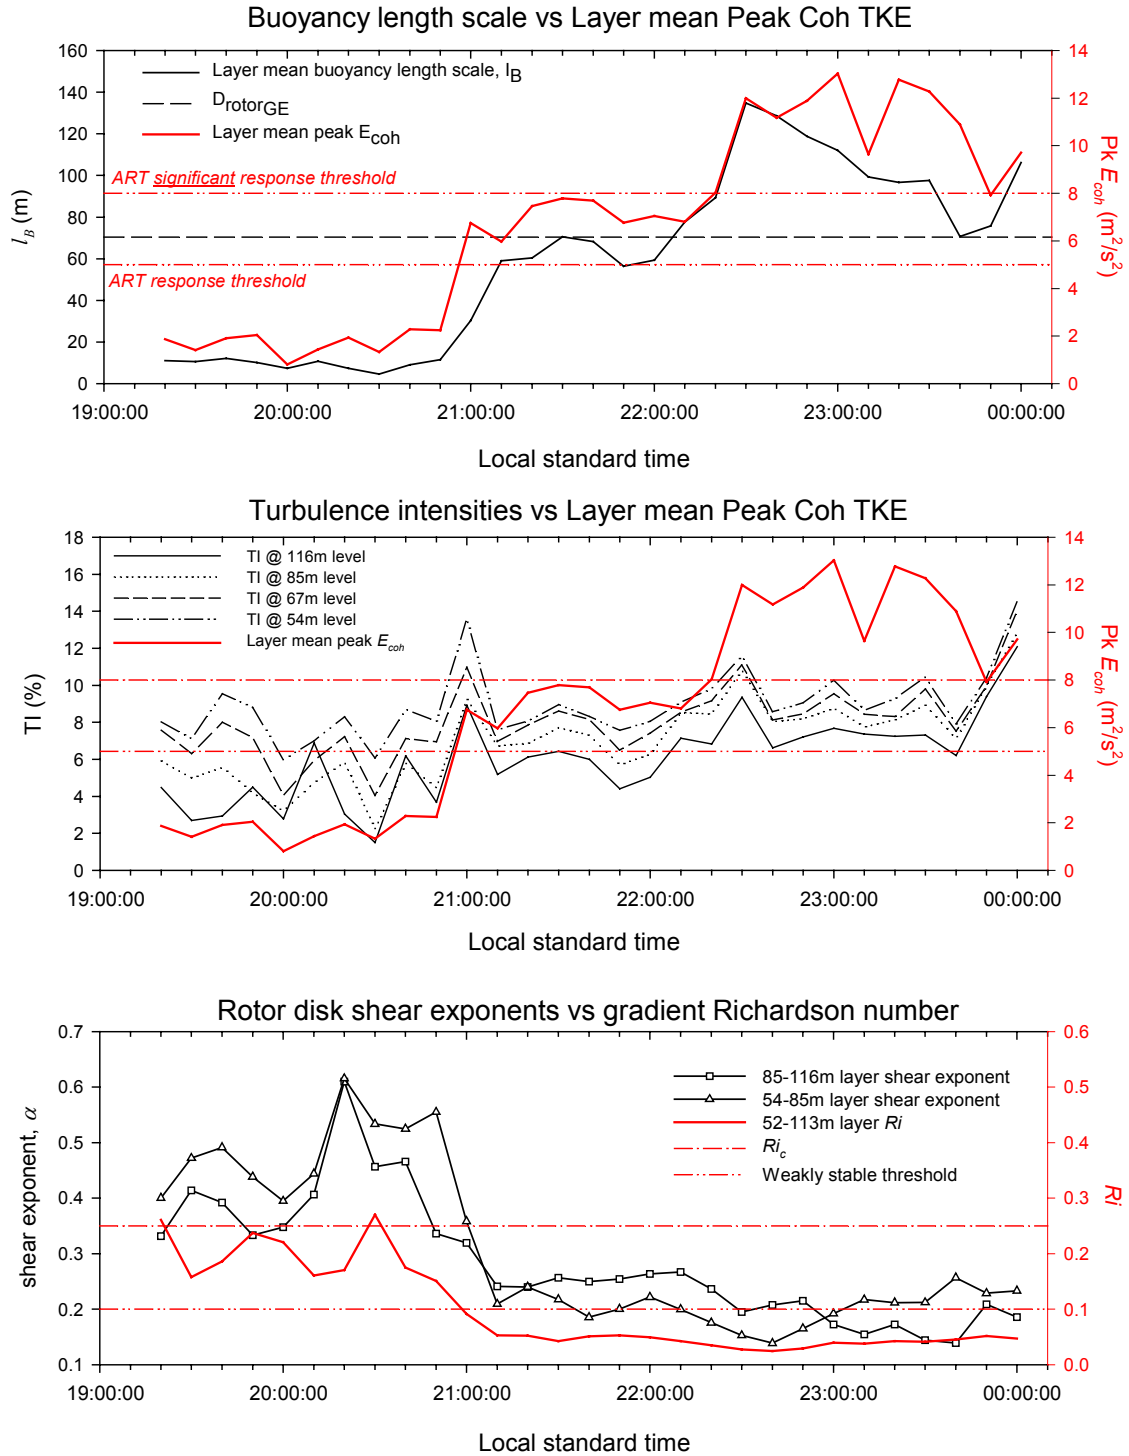 Buoyancy length scale vs Layer mean Peak Coh TKE
160
140
120
100
80
60
40
20
0
l_B (m)
Layer mean buoyancy length scale, l_B
D_rotorGE
Layer mean peak E_coh
ART significant response threshold
ART response threshold
14
12
10
8
6
4
2
0
Pk E_coh (m²/s²)
19:00:00 20:00:00 21:00:00 22:00:00 23:00:00 00:00:00
Local standard time
Turbulence intensities vs Layer mean Peak Coh TKE
18
16
14
12
10
8
6
4
2
0
TI (%)
TI @ 116m level
TI @ 85m level
TI @ 67m level
TI @ 54m level
Layer mean peak E_coh
14
12
10
8
6
4
2
0
Pk E_coh (m²/s²)
19:00:00 20:00:00 21:00:00 22:00:00 23:00:00 00:00:00
Local standard time
Rotor disk shear exponents vs gradient Richardson number
0.7
0.6
0.5
0.4
0.3
0.2
0.1
shear exponent, α
85-116m layer shear exponent
54-85m layer shear exponent
52-113m layer Ri
Ri_c
Weakly stable threshold
0.6
0.5
0.4
0.3
0.2
0.1
0.0
Ri
19:00:00 20:00:00 21:00:00 22:00:00 23:00:00 00:00:00
Local standard time